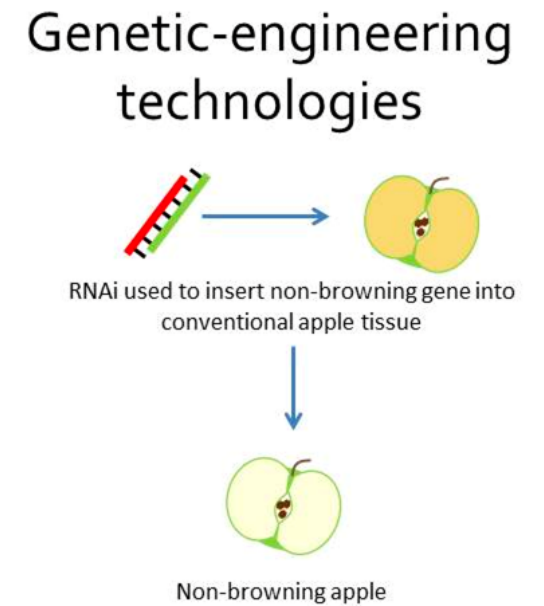 Genetic-engineering
technologies
RNAi used to insert non-browning gene into
conventional apple tissue
Non-browning apple